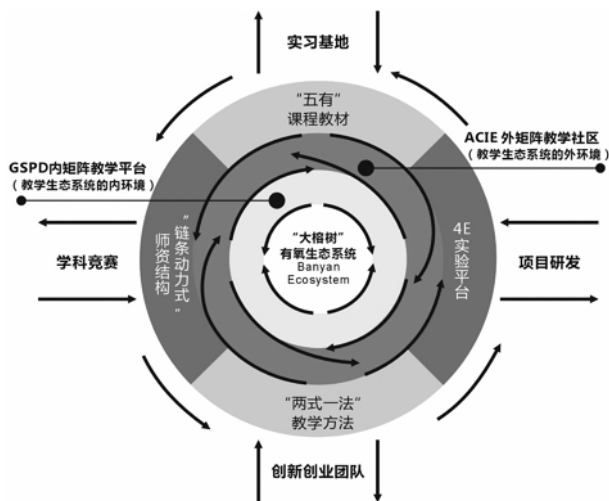 实习基地
“五有”
课程教材
ACIE 外矩阵教学社区
（教学生态系统的外环境）
GSPD内矩阵教学平台
（教学生态系统的内环境）
“链条动力式”
师资结构
“大榕树”
有氧生态系统
Banyan
Ecosystem
4E
实验平台
学科竞赛
项目研发
“两式一法”
教学方法
创新创业团队